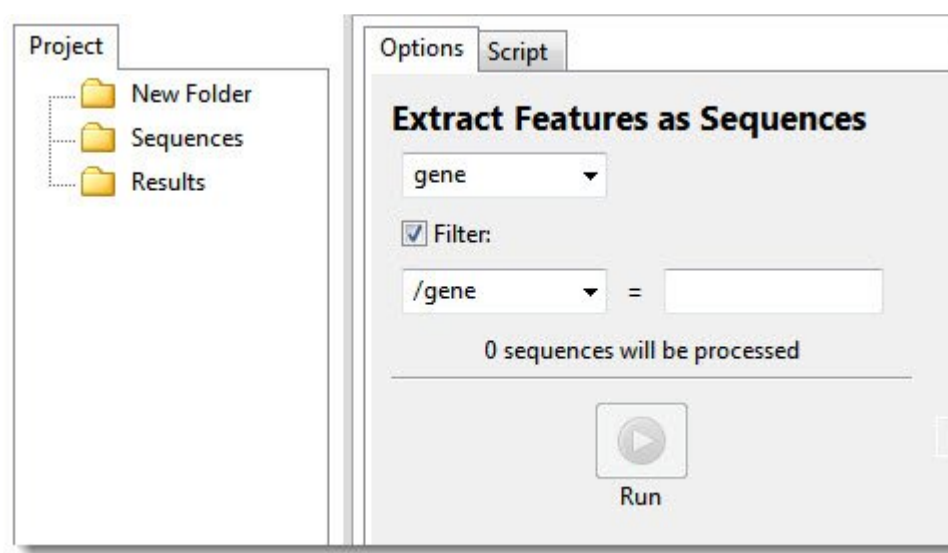 Project
New Folder
Sequences
Results
Options Script
Extract Features as Sequences
gene
Filter:
/gene =
0 sequences will be processed
Run